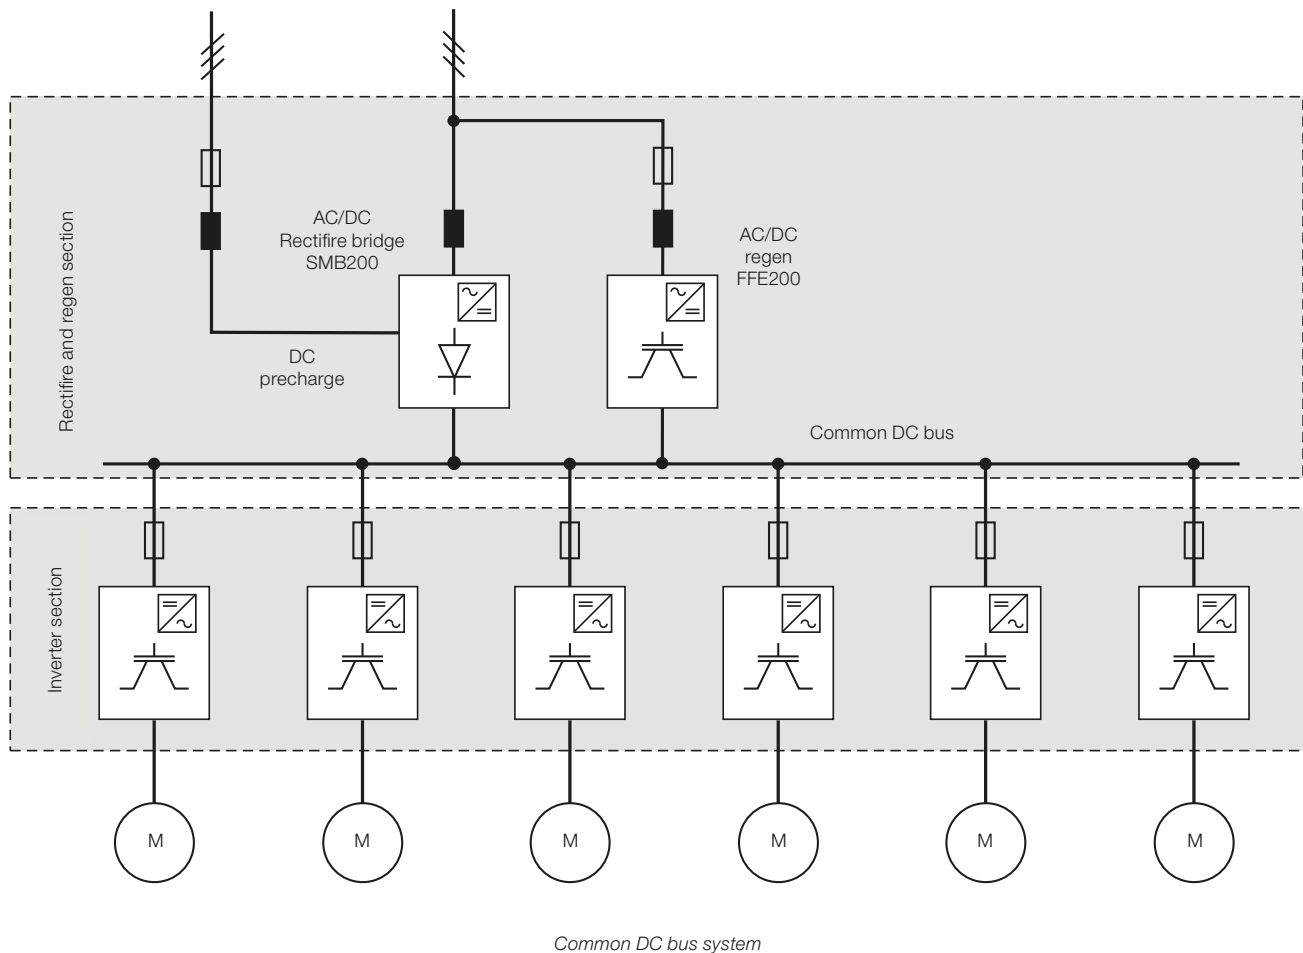 Rectifire and regen section
AC/DC
Rectifire bridge
SMB200
AC/DC
regen
FFE200
DC
precharge
Common DC bus
Inverter section
M
M
M
M
M
M
Common DC bus system